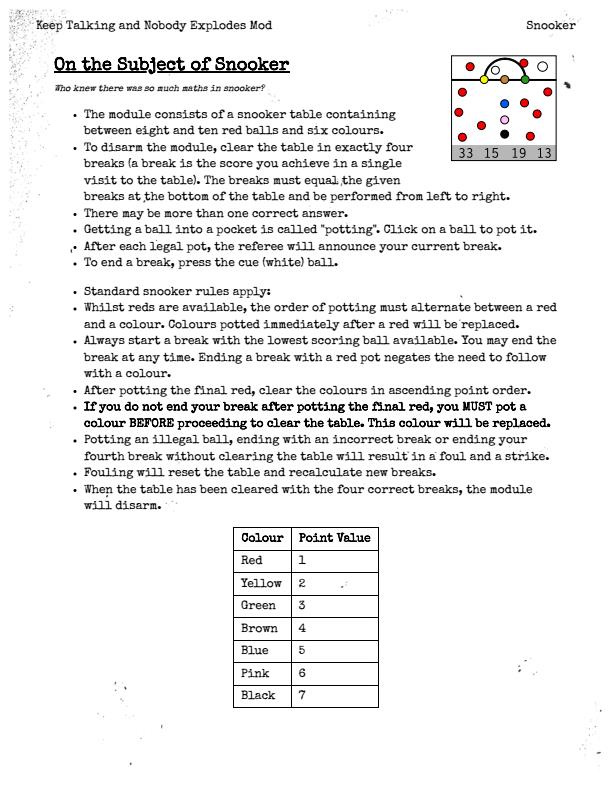 Keep Talking and Nobody Explodes Mod Snooker
On the Subject of Snooker
Who knew there was so much maths in snooker?
• The module consists of a snooker table containing
between eight and ten red balls and six colours.
• To disarm the module, clear the table in exactly four
breaks (a break is the score you achieve in a single
visit to the table). The breaks must equal the given
breaks at the bottom of the table and be performed from left to right.
33 15 19 13
• There may be more than one correct answer.
• Getting a ball into a pocket is called "potting". Click on a ball to pot it.
• After each legal pot, the referee will announce your current break.
• To end a break, press the cue (white) ball.
• Standard snooker rules apply:
• Whilst reds are available, the order of potting must alternate between a red
and a colour. Colours potted immediately after a red will be replaced.
• Always start a break with the lowest scoring ball available. You may end the
break at any time. Ending a break with a red pot negates the need to follow
with a colour.
• After potting the final red, clear the colours in ascending point order.
• If you do not end your break after potting the final red, you MUST pot a
colour BEFORE proceeding to clear the table. This colour will be replaced.
• Potting an illegal ball, ending with an incorrect break or ending your
fourth break without clearing the table will result in a foul and a strike.
• Fouling will reset the table and recalculate new breaks.
• When the table has been cleared with the four correct breaks, the module
will disarm.
Colour Point Value
Red 1
Yellow 2
Green 3
Brown 4
Blue 5
Pink 6
Black 7